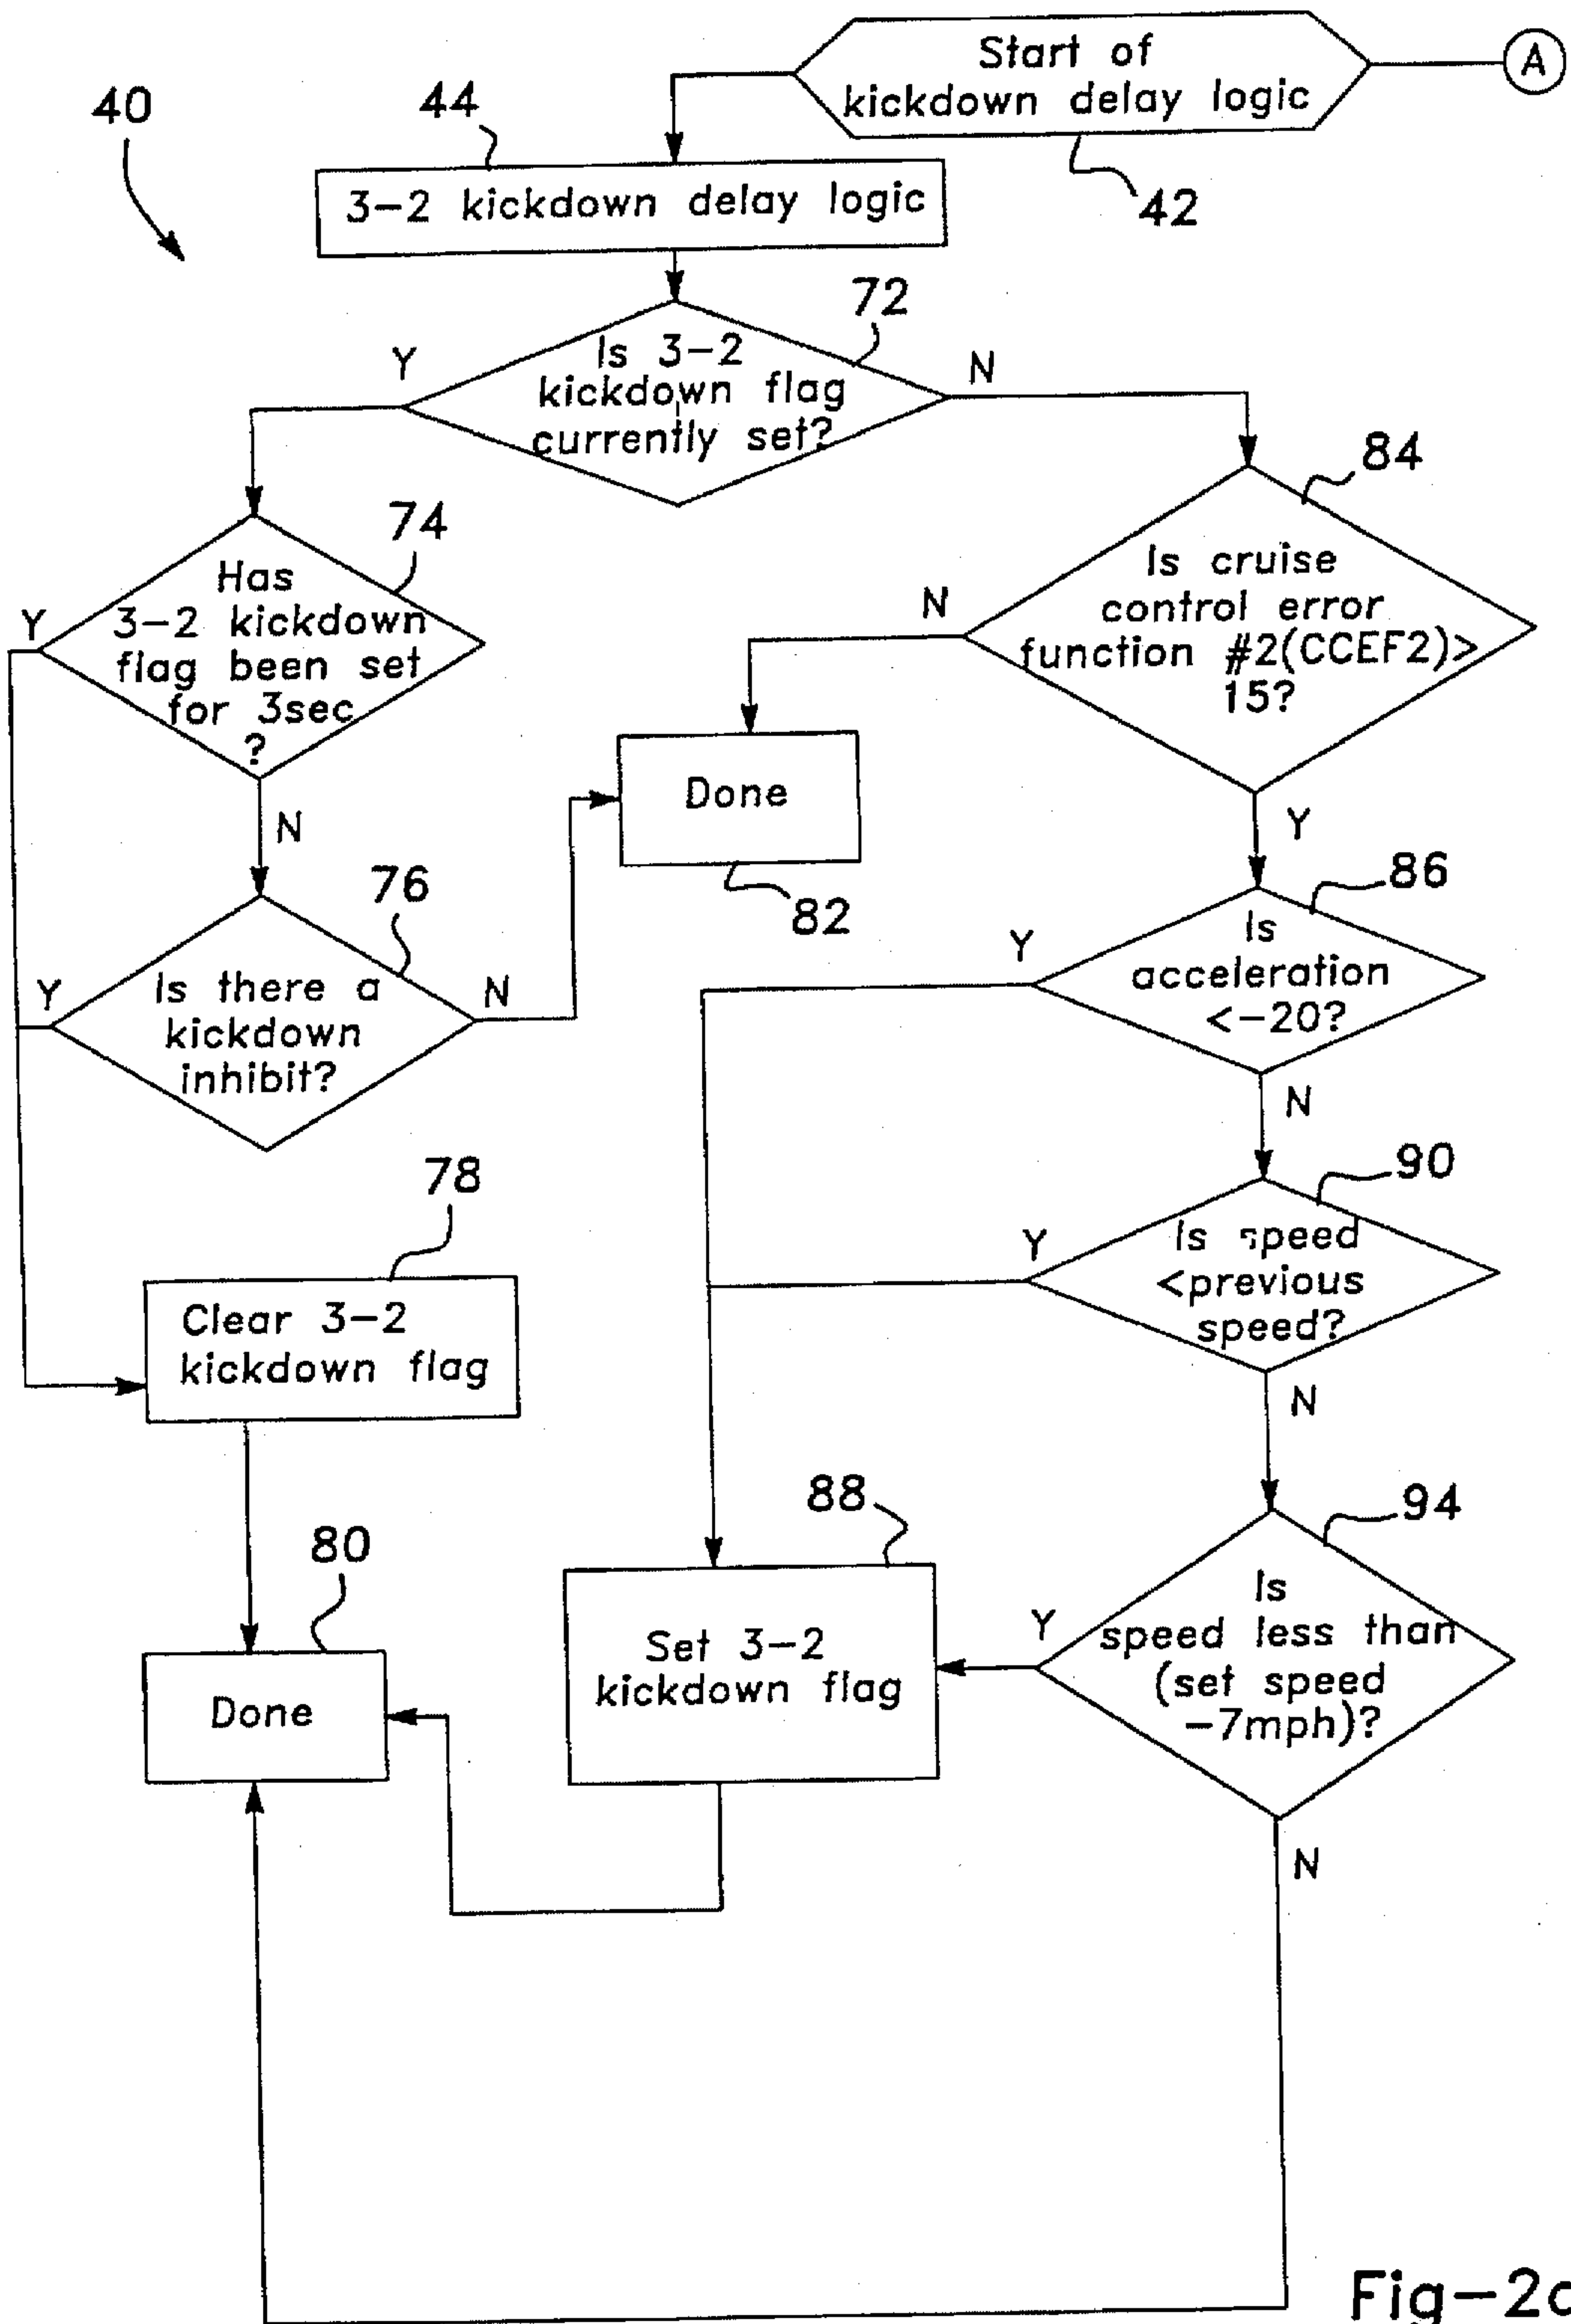 Start of
kickdown delay logic
A
40
44
42
3-2 kickdown delay logic
72
Y
Is 3-2
kickdown flag
currently set?
N
84
74
Has
3-2 kickdown
flag been set
for 3sec
?
Y
N
Is cruise
control error
function #2(CCEF2)>
15?
N
Y
Done
82
76
Is there a
kickdown
inhibit?
Y
N
86
Is
acceleration
<-20?
Y
N
78
Clear 3-2
kickdown flag
90
Is speed
<previous
speed?
Y
N
80
Done
88
Set 3-2
kickdown flag
94
Is
speed less than
(set speed
-7mph)?
Y
N